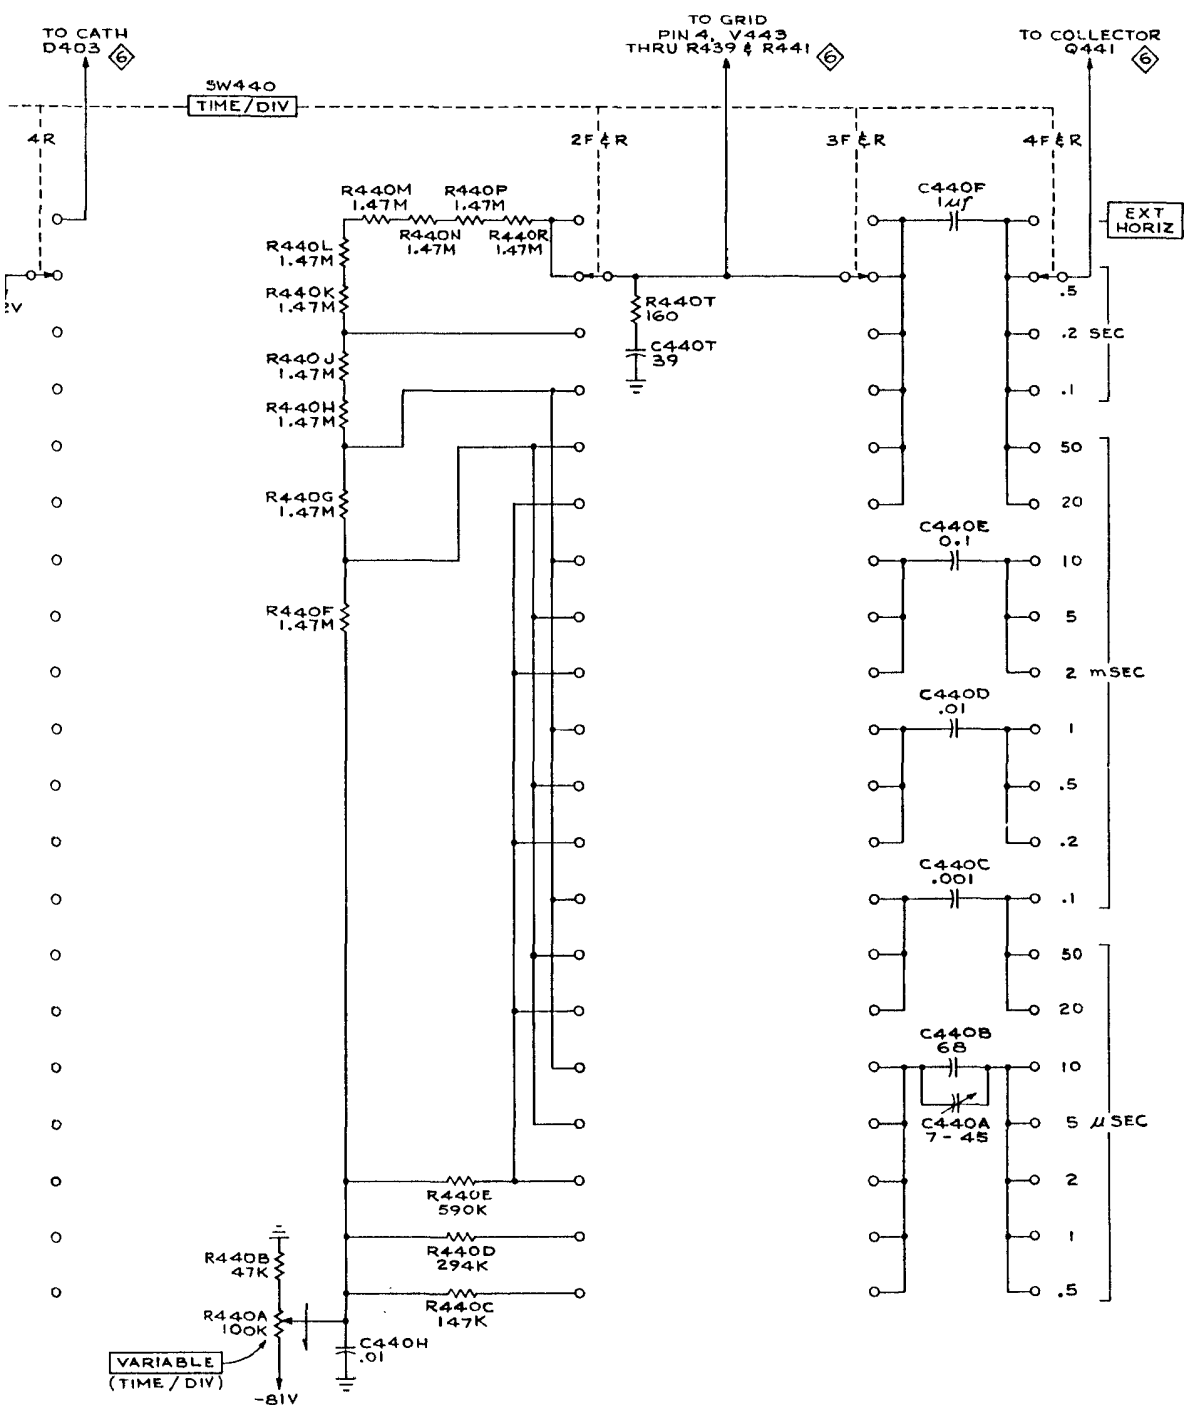 TO CATH
D403 6
TO GRID
PIN 4, V443
THRU R439 & R441 6
TO COLLECTOR
Q441 6
SW440
TIME/DIV
4R
2F & R
3F & R
4F & R
R440M
1.47M
R440P
1.47M
R440N
1.47M
R440R
1.47M
C440F
1µf
EXT
HORIZ
R440L
1.47M
R440K
1.47M
2V
R440T
160
C440T
39
.5
.2 SEC
.1
R440J
1.47M
R440H
1.47M
50
20
R440G
1.47M
C440E
0.1
10
5
2 mSEC
R440F
1.47M
C440D
.01
1
.5
.2
C440C
.001
.1
50
20
C440B
68
10
C440A
7-45
5 µSEC
2
1
.5
R440E
590K
R440D
294K
R440C
147K
R440B
47K
R440A
100K
C440H
.01
VARIABLE
(TIME/DIV)
-81V